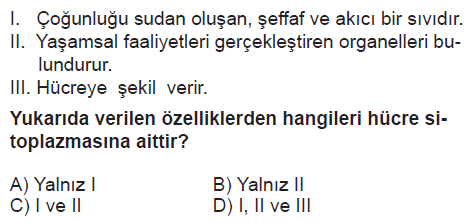 I. Çoğunluğu sudan oluşan, şeffaf ve akıcı bir sıvıdır.
II. Yaşamsal faaliyetleri gerçekleştiren organelleri bu-
lundurur.
III. Hücreye şekil verir.
Yukarıda verilen özelliklerden hangileri hücre si-
toplazmasına aittir?
A) Yalnız I B) Yalnız II
C) I ve II D) I, II ve III